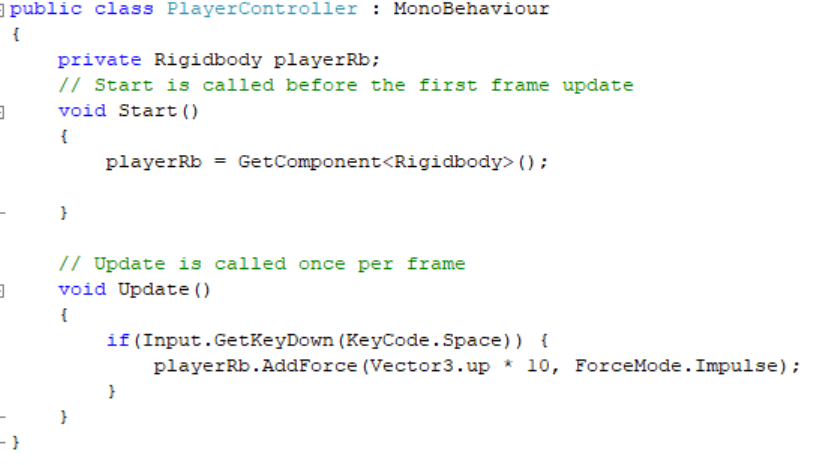 public class PlayerController : MonoBehaviour
{
    private Rigidbody playerRb;
    // Start is called before the first frame update
    void Start()
    {
        playerRb = GetComponent<Rigidbody>();

    }

    // Update is called once per frame
    void Update()
    {
        if(Input.GetKeyDown(KeyCode.Space)) {
            playerRb.AddForce(Vector3.up * 10, ForceMode.Impulse);
        }
    }
}